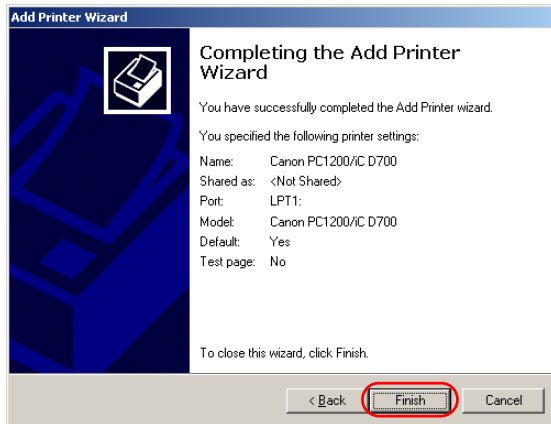 Add Printer Wizard
Completing the Add Printer
Wizard
You have successfully completed the Add Printer wizard.
You specified the following printer settings:
Name: Canon PC1200/iC D700
Shared as: <Not Shared>
Port: LPT1:
Model: Canon PC1200/iC D700
Default: Yes
Test page: No
To close this wizard, click Finish.
< Back Finish Cancel